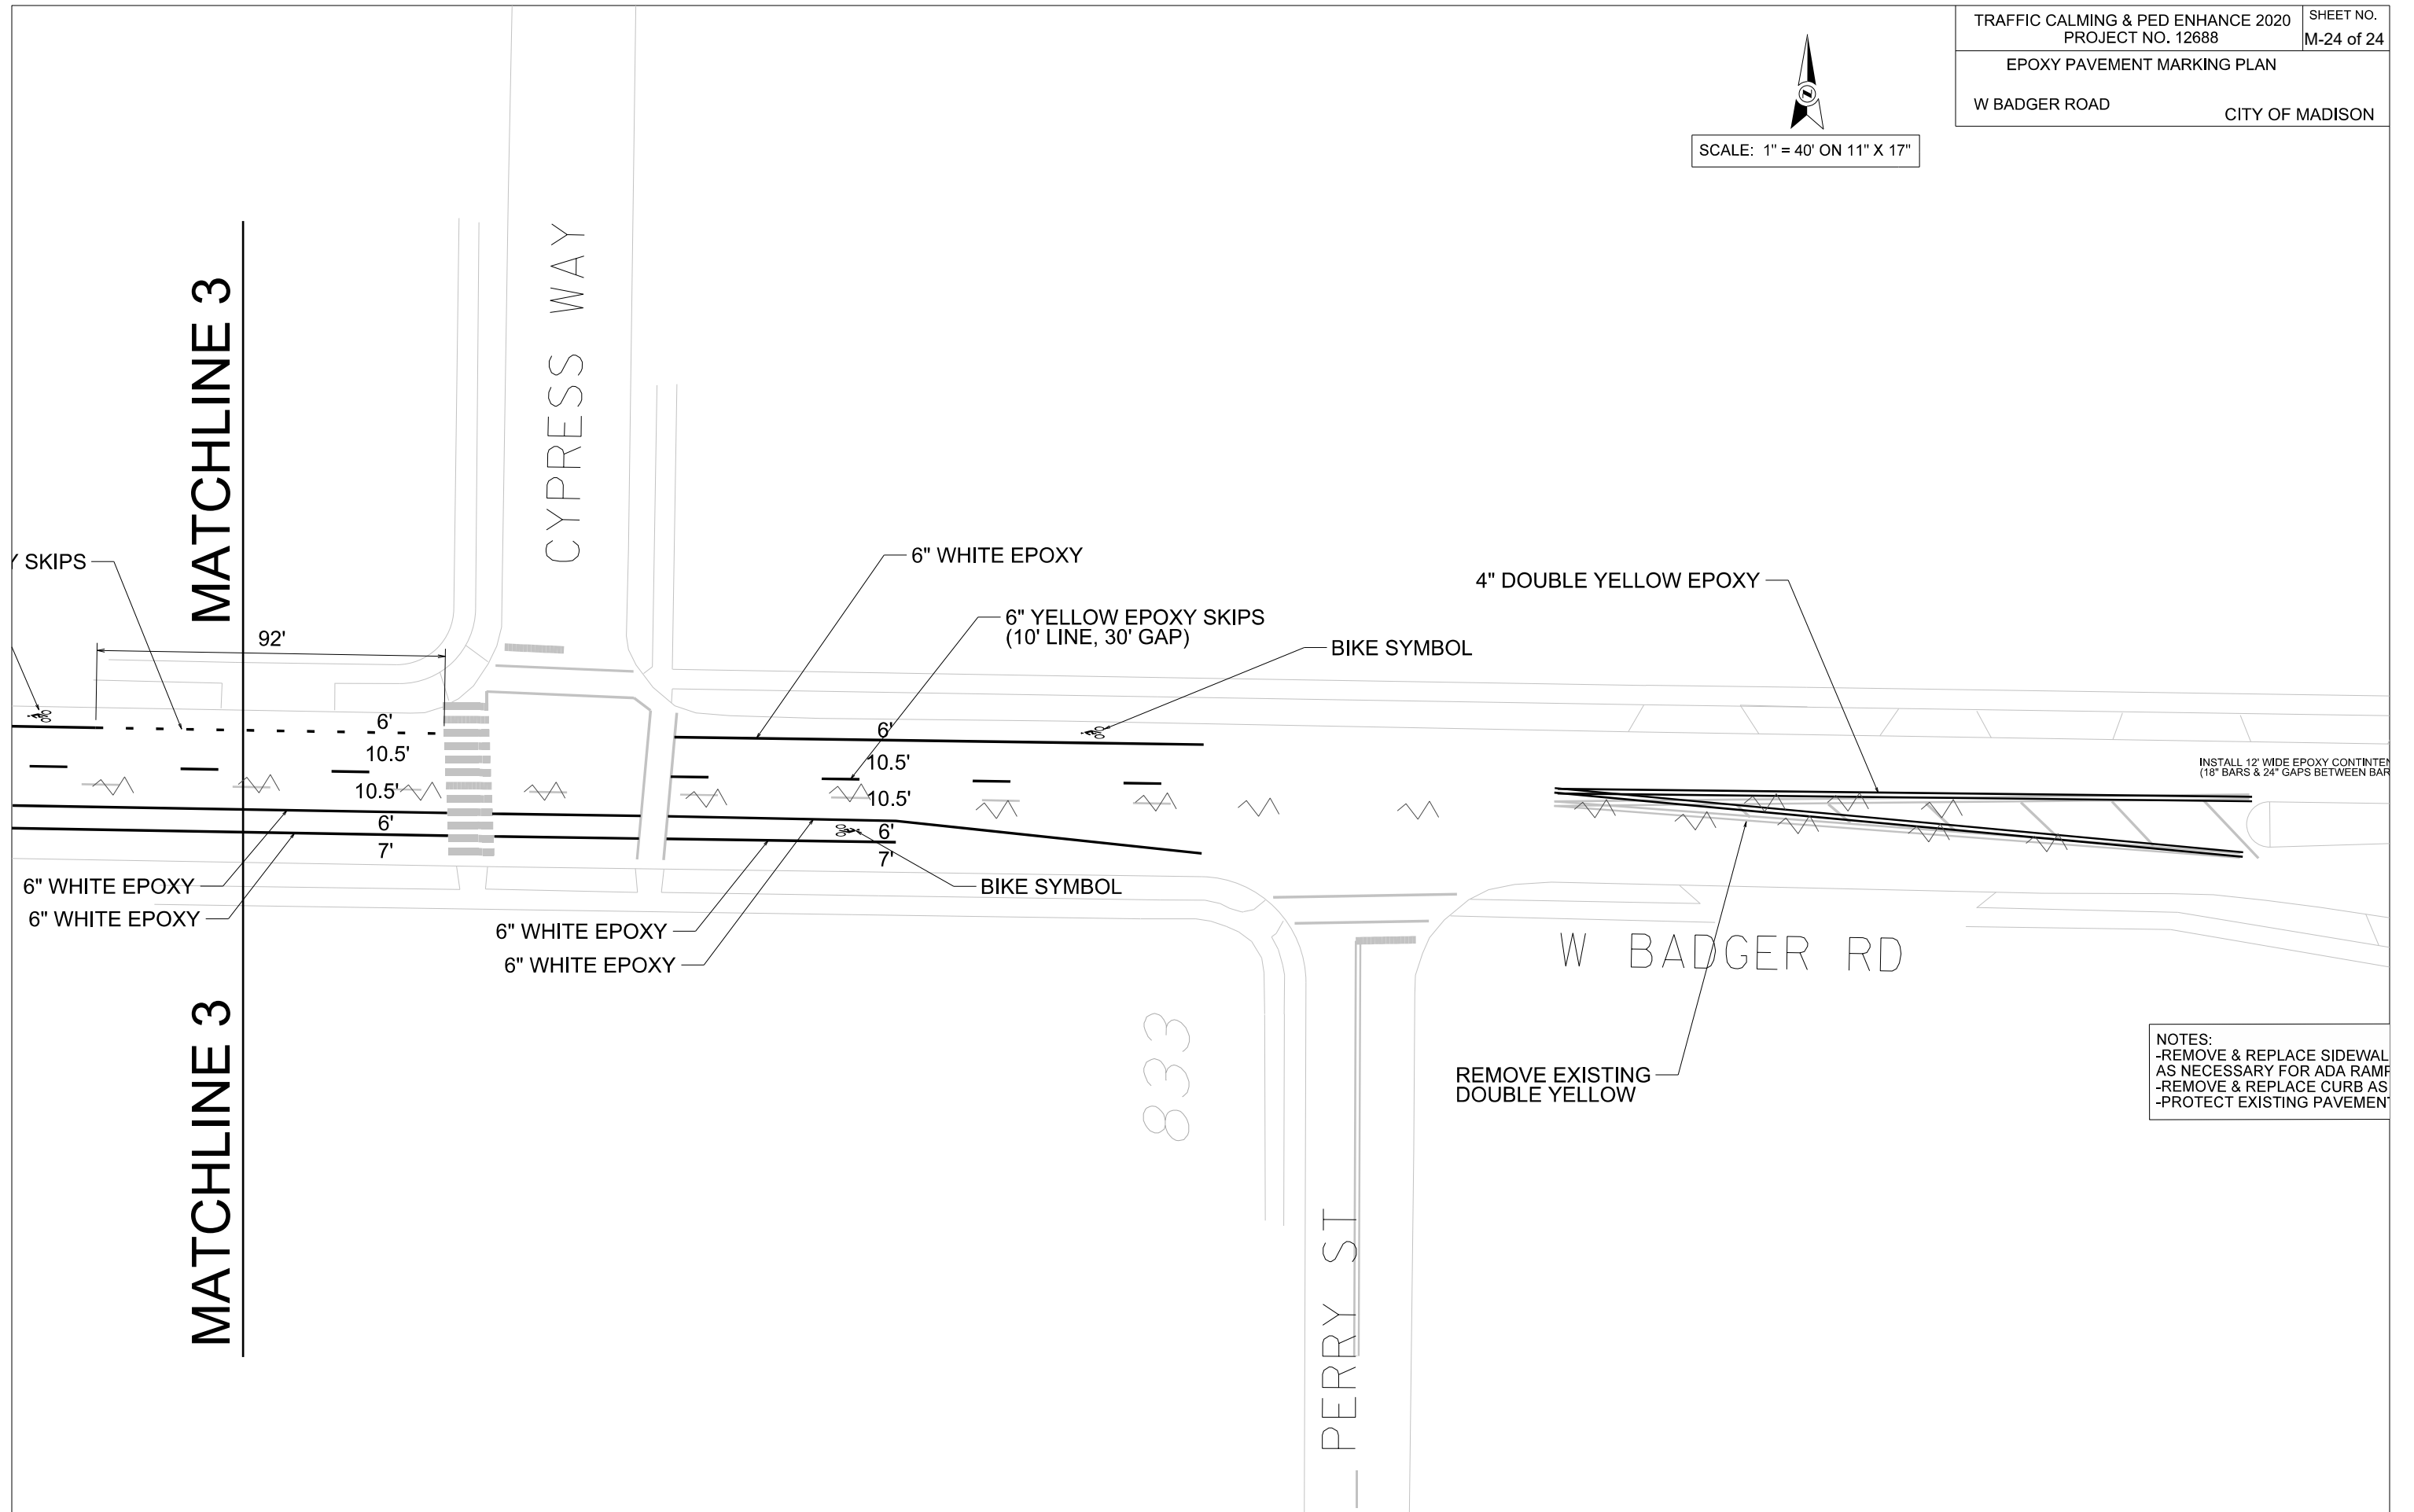 TRAFFIC CALMING & PED ENHANCE 2020
PROJECT NO. 12688
SHEET NO.
M-24 of 24
EPOXY PAVEMENT MARKING PLAN
W BADGER ROAD
CITY OF MADISON
Z
SCALE: 1" = 40' ON 11" X 17"
MATCHLINE 3
CYPRESS WAY
Y SKIPS
92'
6" WHITE EPOXY
6" YELLOW EPOXY SKIPS
(10' LINE, 30' GAP)
BIKE SYMBOL
4" DOUBLE YELLOW EPOXY
6'
10.5'
10.5'
6'
7'
6'
10.5'
10.5'
6'
7'
INSTALL 12' WIDE EPOXY
(18" BARS & 24" GAPS BETWEEN
6" WHITE EPOXY
6" WHITE EPOXY
BIKE SYMBOL
6" WHITE EPOXY
6" WHITE EPOXY
W BADGER RD
MATCHLINE 3
833
REMOVE EXISTING
DOUBLE YELLOW
PERRY ST
NOTES:
-REMOVE & REPLACE
AS NECESSARY FOR ADA
-REMOVE & REPLACE CURB AS
-PROTECT EXISTING